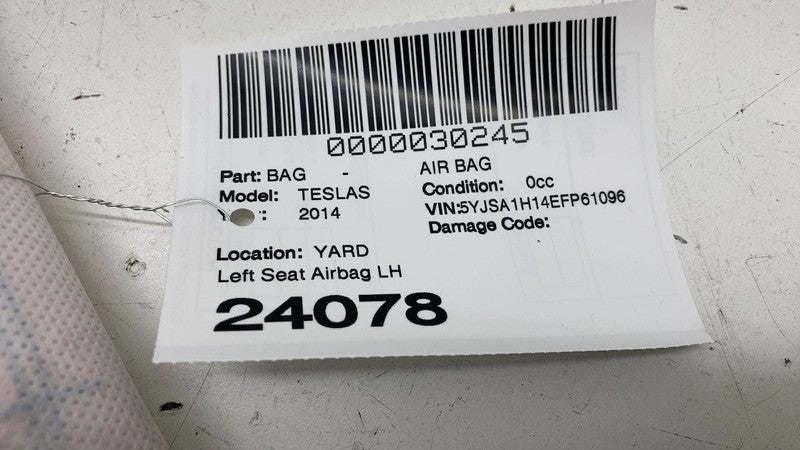 0000030245
Part: BAG - AIR BAG
Model: TESLAS Condition: 0cc
: 2014 VIN:5YJSA1H14EFP61096
Damage Code:
Location: YARD
Left Seat Airbag LH
24078